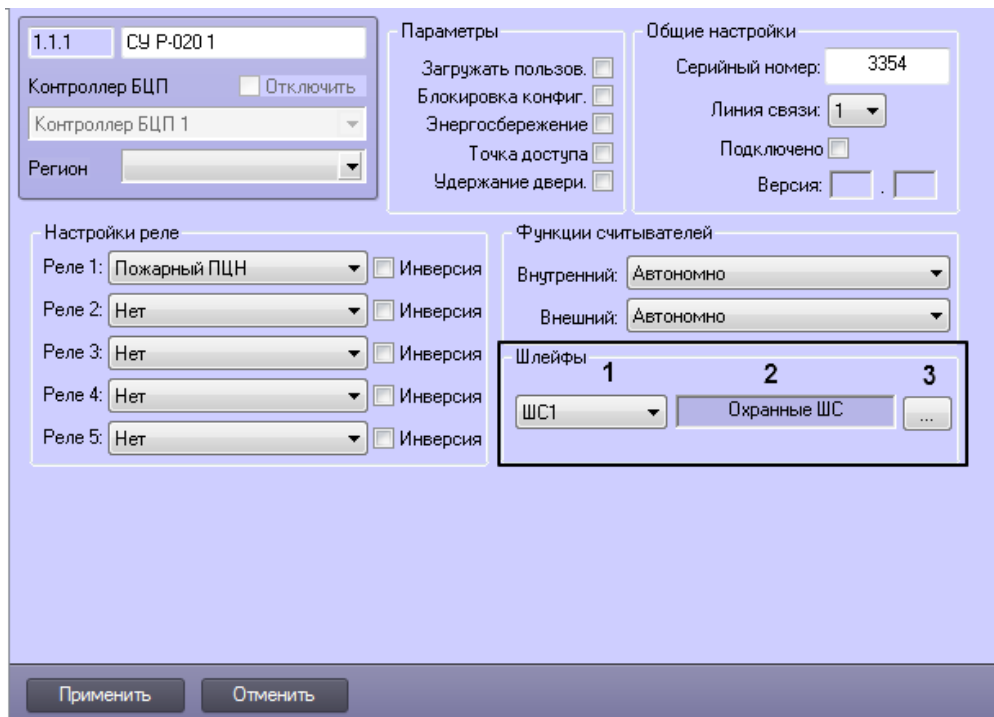 1.1.1 СУ Р-020 1
Контроллер БЦП Отключить
Контроллер БЦП 1
Регион
Параметры
Загружать пользов.
Блокировка конфиг.
Энергосбережение
Точка доступа
Удержание двери.
Общие настройки
Серийный номер: 3354
Линия связи: 1
Подключено
Версия: .
Настройки реле
Реле 1: Пожарный ПЦН Инверсия
Реле 2: Нет Инверсия
Реле 3: Нет Инверсия
Реле 4: Нет Инверсия
Реле 5: Нет Инверсия
Функции считывателей
Внутренний: Автономно
Внешний: Автономно
Шлейфы
1 2 3
ШС1 Охранные ШС ...
Применить Отменить